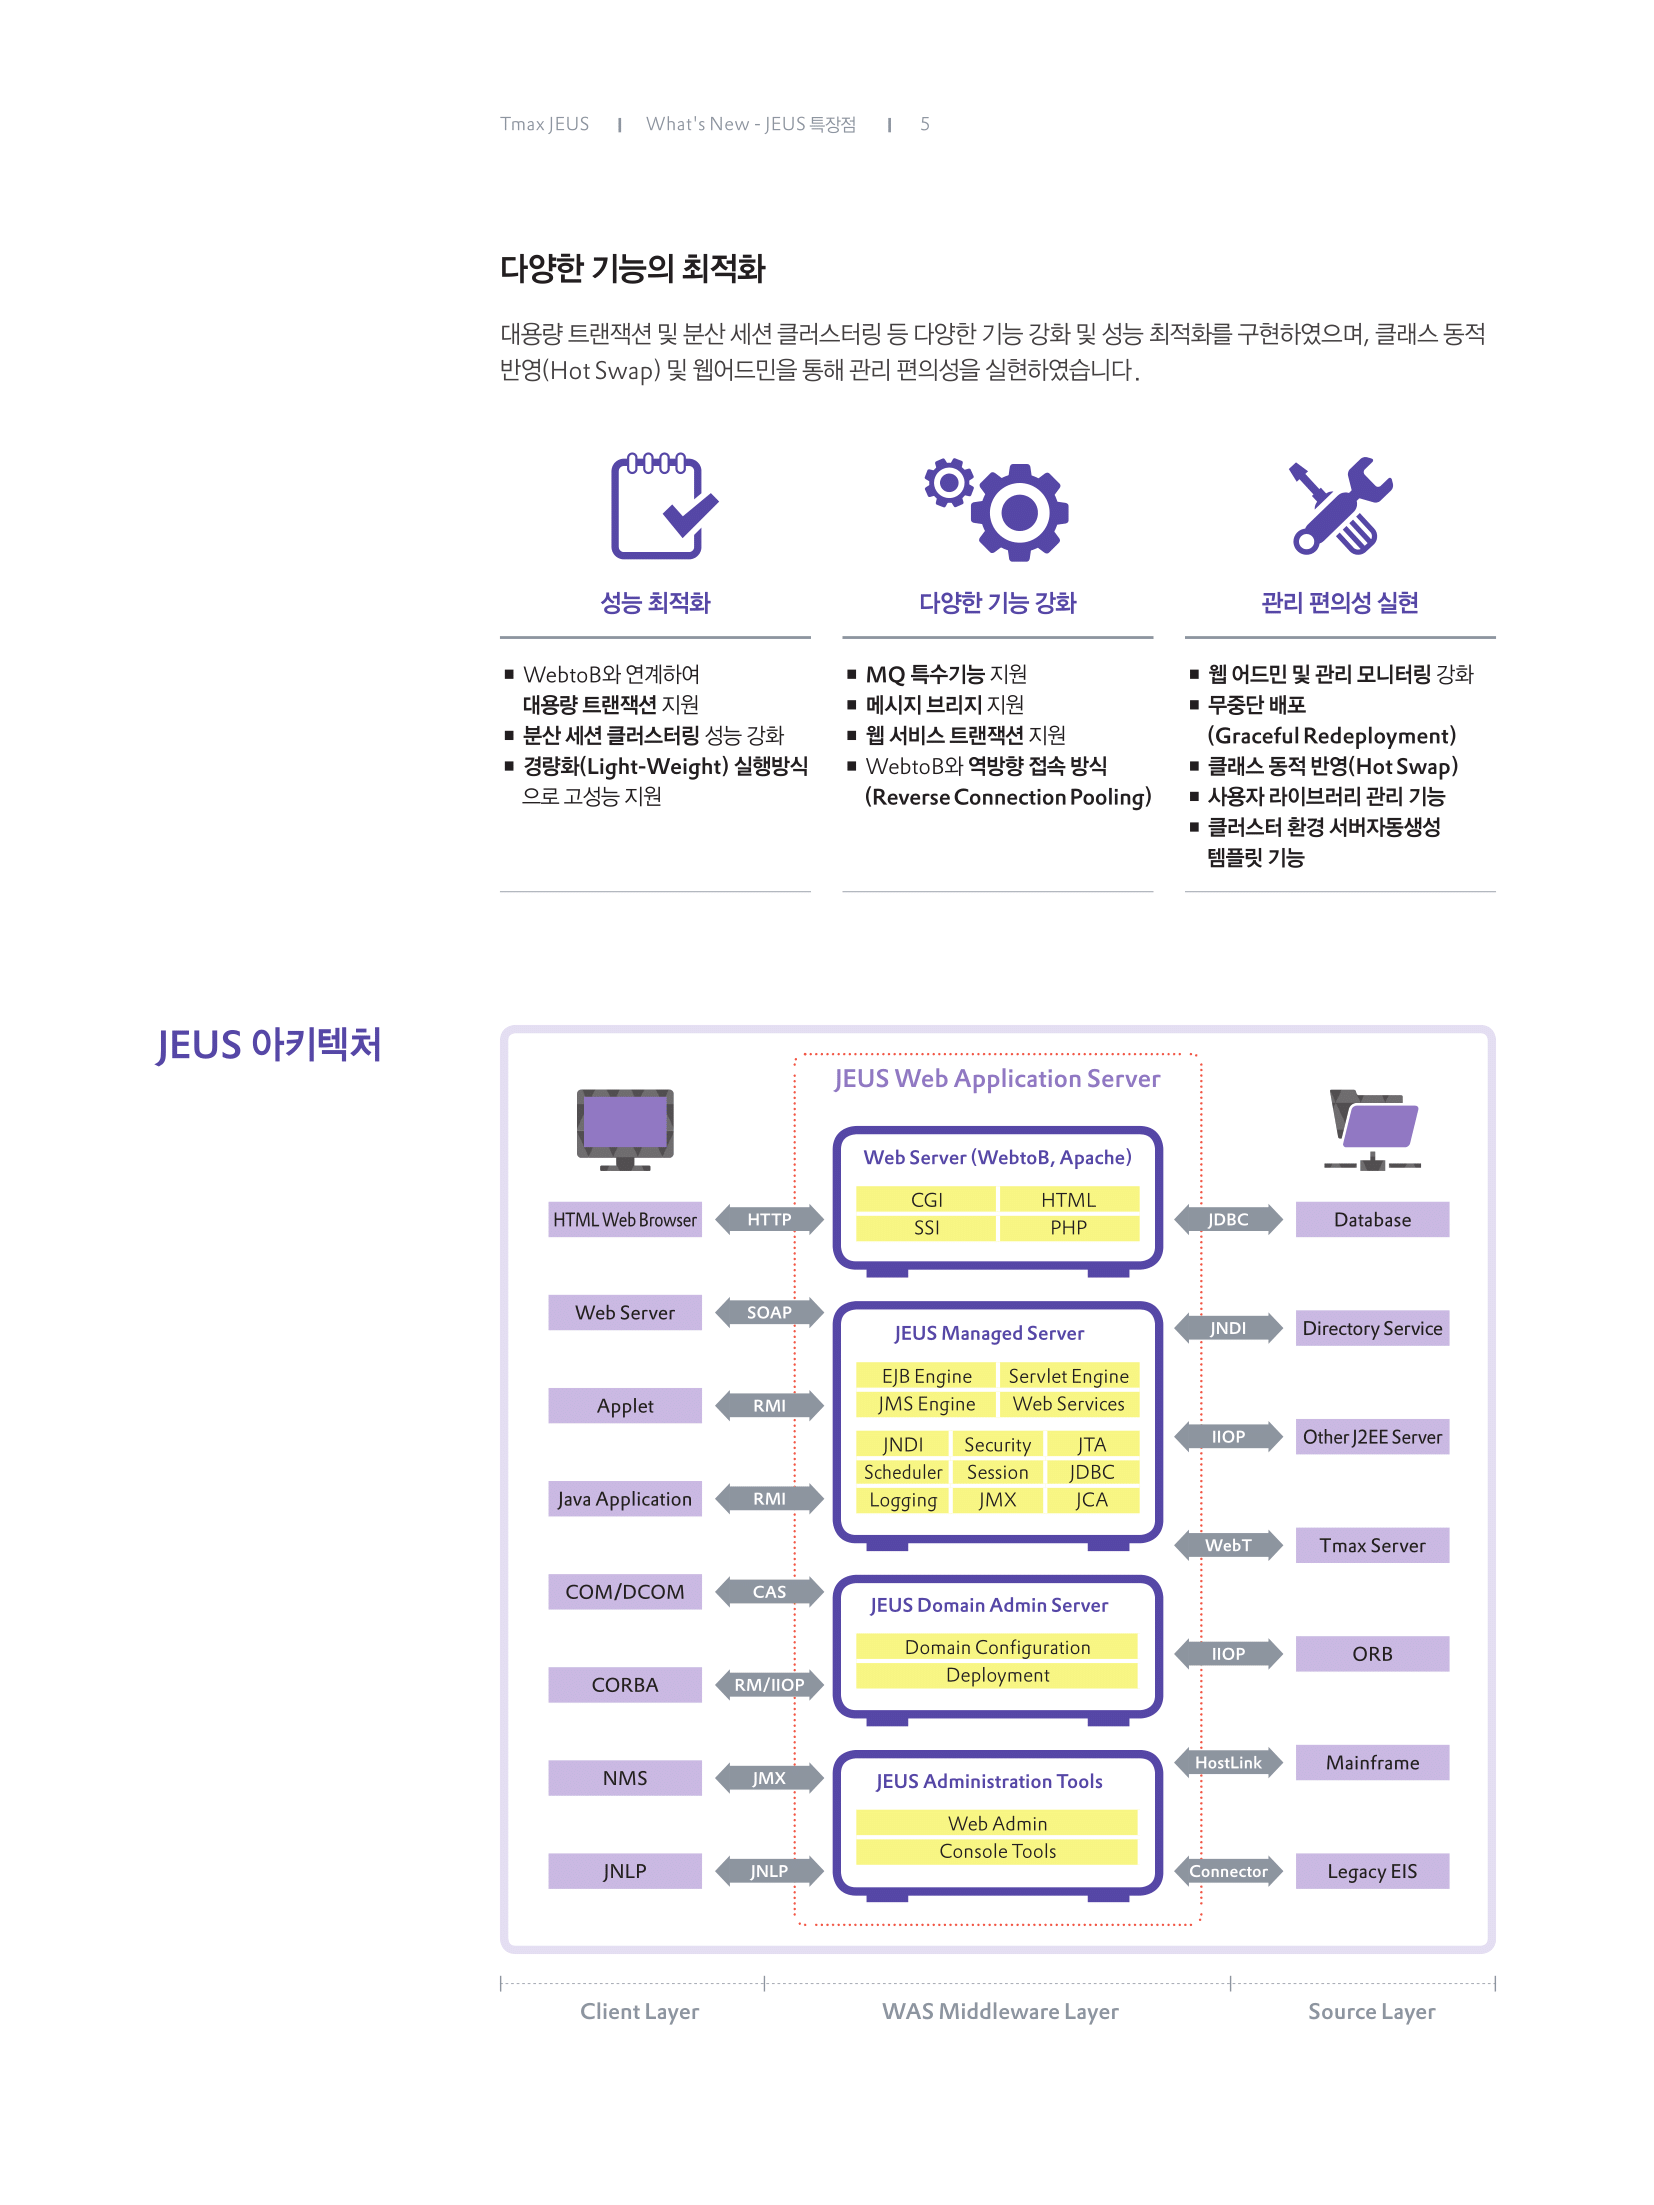 Tmax JEUS | What's New - JEUS 특장점 | 5
다양한 기능의 최적화
대용량 트랜잭션 및 분산 세션 클러스터링 등 다양한 기능 강화 및 성능 최적화를 구현하였으며, 클래스 동적
반영(Hot Swap) 및 웹어드민을 통해 관리 편의성을 실현하였습니다.
성능 최적화
■ WebtoB와 연계하여
대용량 트랜잭션 지원
■ 분산 세션 클러스터링 성능 강화
■ 경량화(Light-Weight) 실행방식
으로 고성능 지원
다양한 기능 강화
■ MQ 특수기능 지원
■ 메시지 브리지 지원
■ 웹 서비스 트랜잭션 지원
■ WebtoB와 역방향 접속 방식
(Reverse Connection Pooling)
관리 편의성 실현
■ 웹 어드민 및 관리 모니터링 강화
■ 무중단 배포
(Graceful Redeployment)
■ 클래스 동적 반영(Hot Swap)
■ 사용자 라이브러리 관리 기능
■ 클러스터 환경 서버자동생성
템플릿 기능
JEUS 아키텍처
HTML Web Browser
HTTP
Web Server
SOAP
Applet
RMI
Java Application
RMI
COM/DCOM
CAS
CORBA
RM/IIOP
NMS
JMX
JNLP
JNLP
JEUS Web Application Server
Web Server (WebtoB, Apache)
CGI HTML
SSI PHP
JEUS Managed Server
EJB Engine Servlet Engine
JMS Engine Web Services
JNDI Security JTA
Scheduler Session JDBC
Logging JMX JCA
JEUS Domain Admin Server
Domain Configuration
Deployment
JEUS Administration Tools
Web Admin
Console Tools
JDBC
Database
JNDI
Directory Service
IIOP
Other J2EE Server
WebT
Tmax Server
IIOP
ORB
HostLink
Mainframe
Connector
Legacy EIS
Client Layer
WAS Middleware Layer
Source Layer